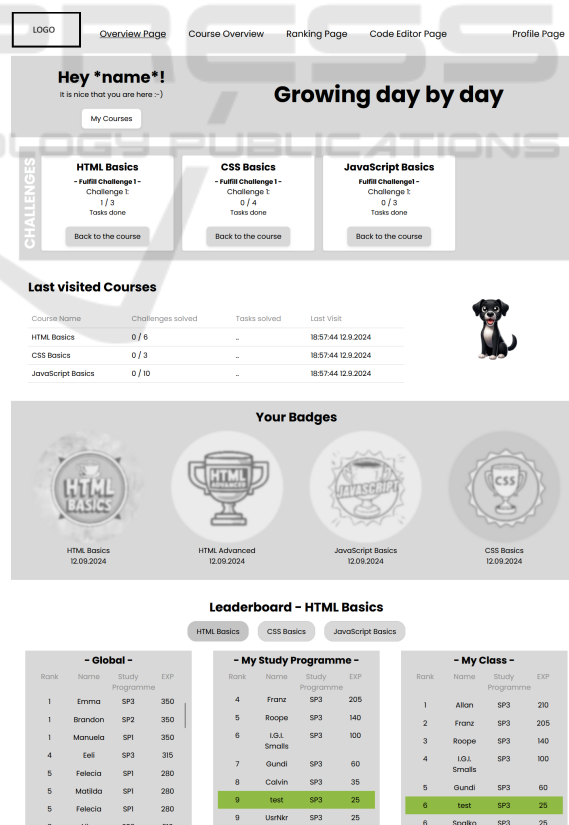 LOGO
Overview Page
Course Overview
Ranking Page
Code Editor Page
Profile Page
Hey *name*!
It is nice that you are here :-)
My Courses
Growing day by day
CHALLENGES
HTML Basics
- Fulfill Challenge 1 -
Challenge 1:
1 / 3
Tasks done
Back to the course
CSS Basics
- Fulfill Challenge 1 -
Challenge 1:
0 / 4
Tasks done
Back to the course
JavaScript Basics
- Fulfill Challenge1 -
Challenge 1:
0 / 3
Tasks done
Back to the course
Last visited Courses
Course Name Challenges solved Tasks solved Last Visit
HTML Basics 0 / 6 .. 18:57:44 12.9.2024
CSS Basics 0 / 3 .. 18:57:44 12.9.2024
JavaScript Basics 0 / 10 .. 18:57:44 12.9.2024
Your Badges
HTML BASICS
HTML ADVANCED
JAVASCRIPT
CSS
HTML Basics
12.09.2024
HTML Advanced
12.09.2024
JavaScript Basics
12.09.2024
CSS Basics
12.09.2024
Leaderboard - HTML Basics
HTML Basics
CSS Basics
JavaScript Basics
- Global -
Rank Name Study Programme EXP
1 Emma SP3 350
1 Brandon SP2 350
1 Manuela SP1 350
4 Eeli SP3 315
5 Felecia SP1 280
5 Matilda SP1 280
5 Felecia SP1 280
- My Study Programme -
Rank Name Study Programme EXP
4 Franz SP3 205
5 Roope SP3 140
6 I.G.I. Smalls SP3 100
7 Gundi SP3 60
8 Calvin SP3 35
9 test SP3 25
9 UsrNkr SP3 25
- My Class -
Rank Name Study Programme EXP
1 Allan SP3 210
2 Franz SP3 205
3 Roope SP3 140
4 I.G.I. Smalls SP3 100
5 Gundi SP3 60
6 test SP3 25
6 Spalko SP3 25
PRESS
OLOGY PUBLICATIONS